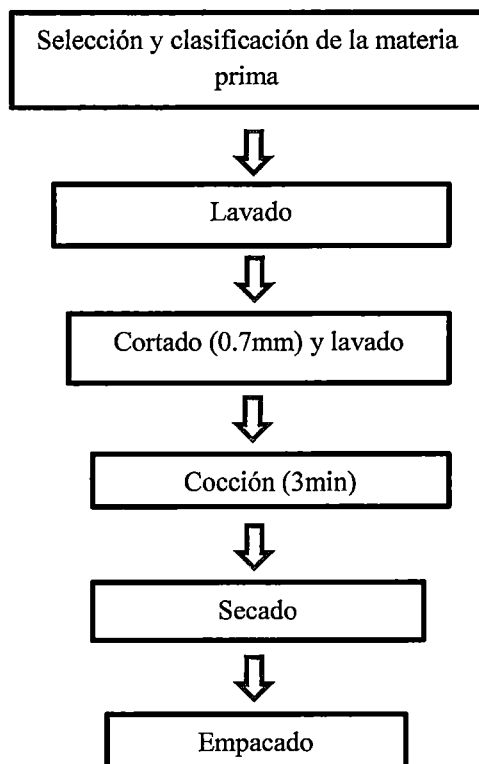 Selección y clasificación de la materia
prima
Lavado
Cortado (0.7mm) y lavado
Cocción (3min)
Secado
Empacado